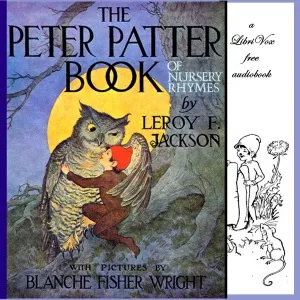 THE
PETER PATTER
BOOK OF NURSERY
RHYMES
by
LEROY F.
JACKSON
WITH PICTURES BY
BLANCHE FISHER WRIGHT
a
LibriVox
free
audiobook